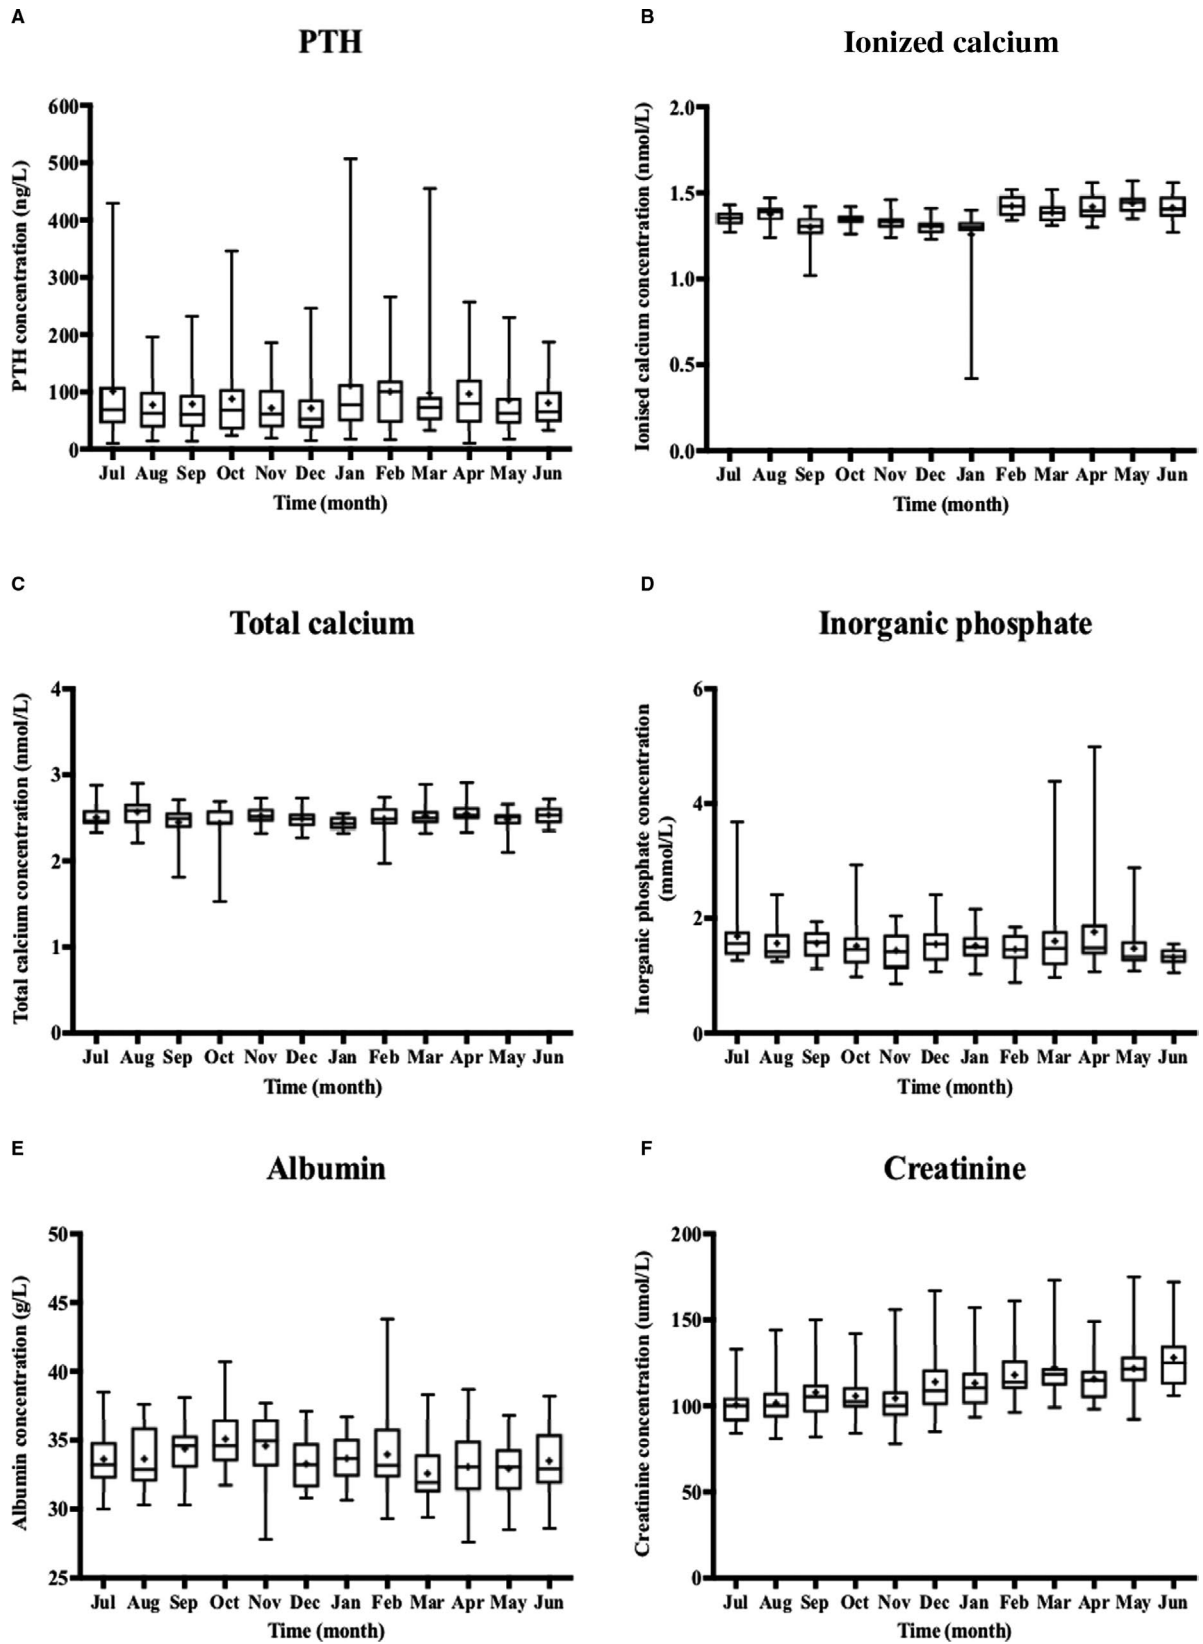 A
PTH
PTH concentration (ng/L)
600
500
400
300
200
100
0
Jul Aug Sep Oct Nov Dec Jan Feb Mar Apr May Jun
Time (month)
B
Ionized calcium
Ionised calcium concentration (nmol/L)
2.0
1.5
1.0
0.5
0.0
Jul Aug Sep Oct Nov Dec Jan Feb Mar Apr May Jun
Time (month)
C
Total calcium
Total calcium concentration (nmol/L)
4
3
2
1
0
Jul Aug Sep Oct Nov Dec Jan Feb Mar Apr May Jun
Time (month)
D
Inorganic phosphate
Inorganic phosphate concentration
(mmol/L)
6
4
2
0
Jul Aug Sep Oct Nov Dec Jan Feb Mar Apr May Jun
Time (month)
E
Albumin
Albumin concentration (g/L)
50
45
40
35
30
25
Jul Aug Sep Oct Nov Dec Jan Feb Mar Apr May Jun
Time (month)
F
Creatinine
Creatinine concentration (umol/L)
200
150
100
50
0
Jul Aug Sep Oct Nov Dec Jan Feb Mar Apr May Jun
Time (month)